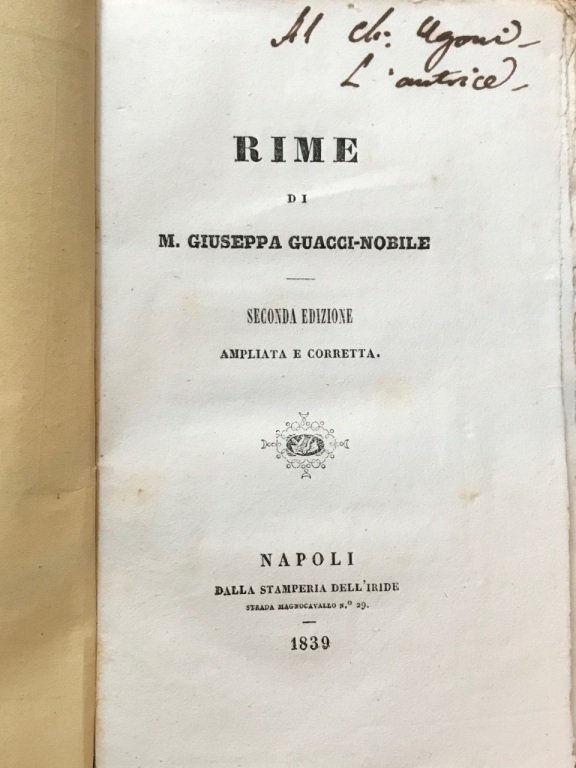 Al Ch: Ugoni
L'autrice
RIME
DI
M. GIUSEPPA GUACCI-NOBILE
SECONDA EDIZIONE
AMPLIATA E CORRETTA.
NAPOLI
DALLA STAMPERIA DELL'IRIDE
STRADA MAGNOCAVALLO N.º 29.
1839